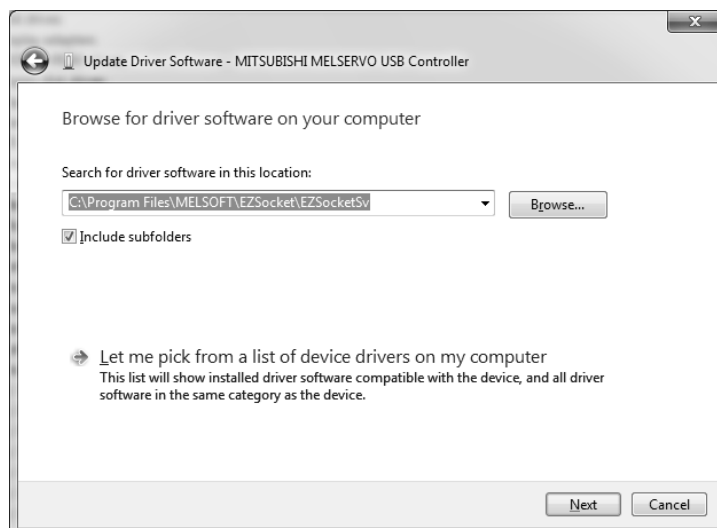 x
Update Driver Software - MITSUBISHI MELSERVO USB Controller
Browse for driver software on your computer
Search for driver software in this location:
C:\Program Files\MELSOFT\EZSocket\EZSocketSv
Browse...
Include subfolders
Let me pick from a list of device drivers on my computer
This list will show installed driver software compatible with the device, and all driver
software in the same category as the device.
Next Cancel